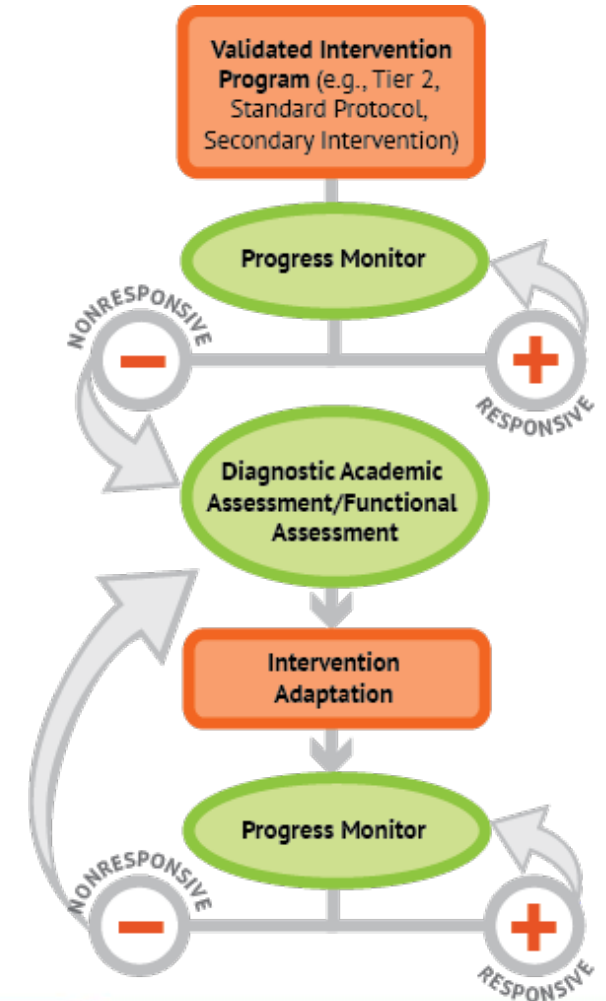 Validated Intervention
Program (e.g., Tier 2,
Standard Protocol,
Secondary Intervention)
Progress Monitor
NONRESPONSIVE
RESPONSIVE
Diagnostic Academic
Assessment/Functional
Assessment
Intervention
Adaptation
Progress Monitor
NONRESPONSIVE
RESPONSIVE